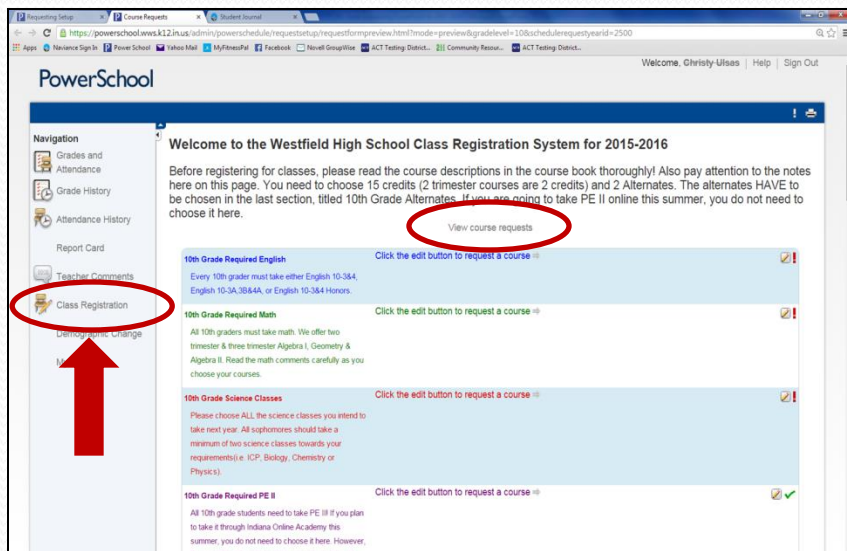 Requesting Setup
Course Requests
Student Journal
https://powerschool.wws.k12.in.us/admin/powerschedule/requestsetup/requestformpreview.html?mode=preview&gradelevel=10&schedulerequestyearid=2500
Apps Naviance Sign In Power School Yahoo Mail MyFitnessPal Facebook Novell GroupWise ACT Testing: District... Community Resour... ACT Testing: District...
Welcome, Christy Ulsas | Help | Sign Out
PowerSchool
Navigation
Grades and
Attendance
Grade History
Attendance History
Report Card
Teacher Comments
Class Registration
Demographic Change
Welcome to the Westfield High School Class Registration System for 2015-2016
Before registering for classes, please read the course descriptions in the course book thoroughly! Also pay attention to the notes
here on this page. You need to choose 15 credits (2 trimester courses are 2 credits) and 2 Alternates. The alternates HAVE to
be chosen in the last section, titled 10th Grade Alternates. If you are going to take PE II online this summer, you do not need to
choose it here.
View course requests
10th Grade Required English
Click the edit button to request a course
Every 10th grader must take either English 10-3&4,
English 10-3A,3B&4A, or English 10-3&4 Honors.
10th Grade Required Math
Click the edit button to request a course
All 10th graders must take math. We offer two
trimester & three trimester Algebra I, Geometry &
Algebra II. Read the math comments carefully as you
choose your courses.
10th Grade Science Classes
Click the edit button to request a course
Please choose ALL the science classes you intend to
take next year. All sophomores should take a
minimum of two science classes towards your
requirements(i.e. ICP, Biology, Chemistry or
Physics).
10th Grade Required PE II
Click the edit button to request a course
All 10th grade students need to take PE II! If you plan
to take it through Indiana Online Academy this
summer, you do not need to choose it here. However,